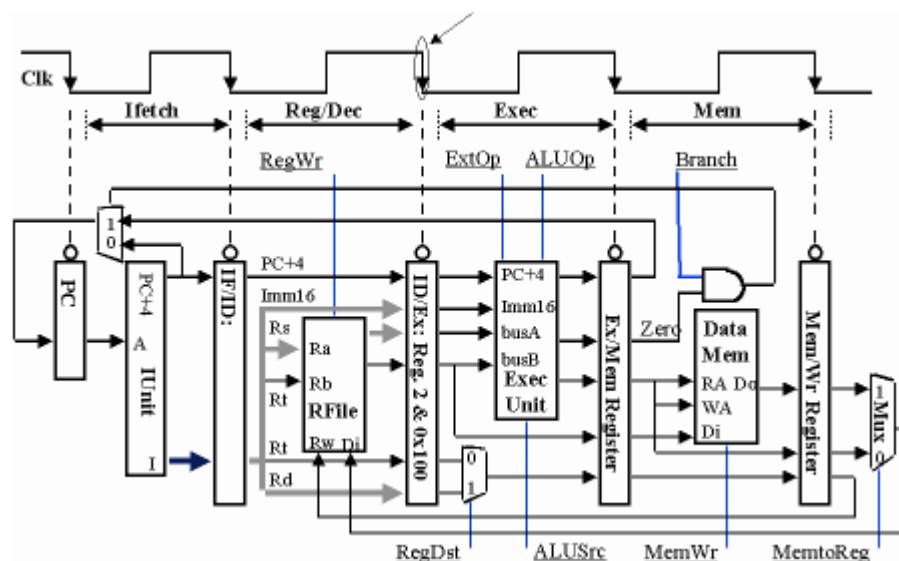 Clk
Ifetch
Reg/Dec
Exec
Mem
RegWr
ExtOp
ALUOp
Branch
1
0
PC
PC+4
A
IUnit
I
IF/ID:
PC+4
Imm16
Rs
Rt
Rt
Rd
Ra
Rb
RFile
Rw Di
ID/Ex: Reg. 2 & 0x100
0
1
PC+4
Imm16
busA
busB
Exec
Unit
Ex/Mem Register
Zero
Data
Mem
RA Do
WA
Di
Mem/Wr Register
1
Mux
0
RegDst
ALUSrc
MemWr
MemtoReg